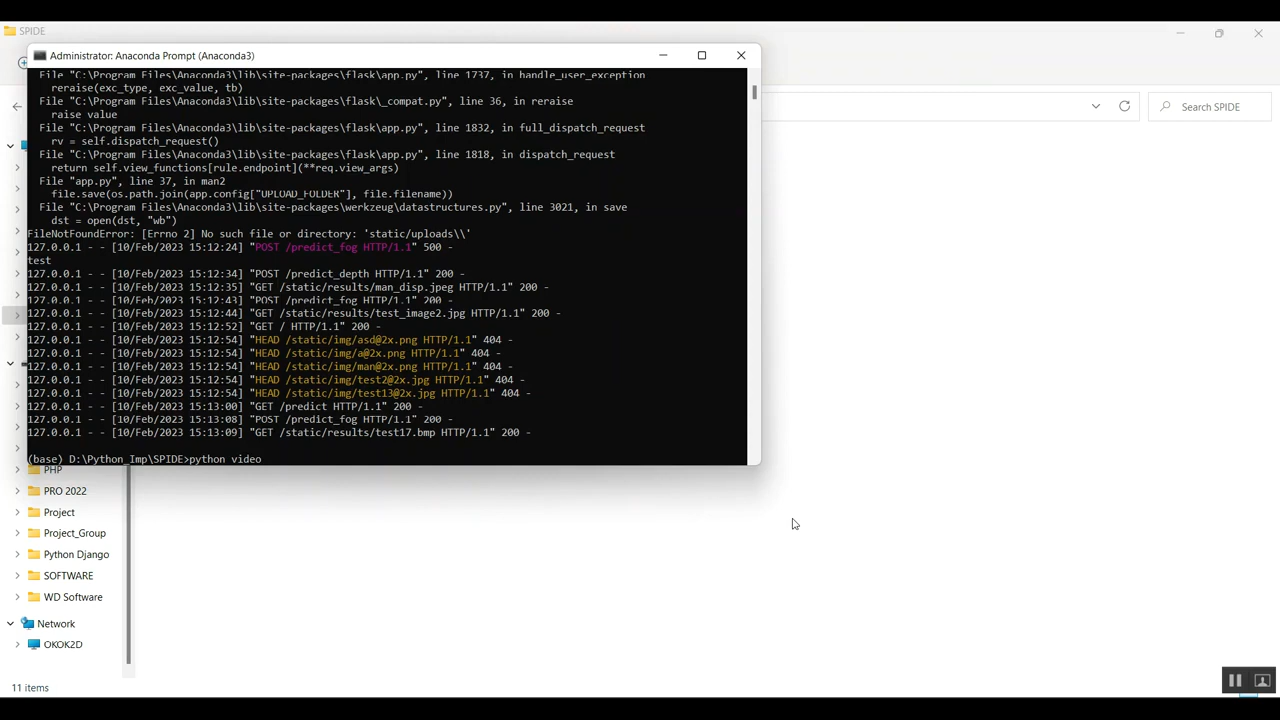 SPIDE
Administrator: Anaconda Prompt (Anaconda3)
File "C:\Program Files\Anaconda3\lib\site-packages\flask\app.py", line 1737, in handle_user_exception
reraise(exc_type, exc_value, tb)
File "C:\Program Files\Anaconda3\lib\site-packages\flask\_compat.py", line 36, in reraise
raise value
File "C:\Program Files\Anaconda3\lib\site-packages\flask\app.py", line 1832, in full_dispatch_request
rv = self.dispatch_request()
File "C:\Program Files\Anaconda3\lib\site-packages\flask\app.py", line 1818, in dispatch_request
return self.view_functions[rule.endpoint](**req.view_args)
File "app.py", line 37, in man2
file.save(os.path.join(app.config["UPLOAD_FOLDER"], file.filename))
File "C:\Program Files\Anaconda3\lib\site-packages\werkzeug\datastructures.py", line 3021, in save
dst = open(dst, "wb")
FileNotFoundError: [Errno 2] No such file or directory: 'static/uploads\\'
127.0.0.1 - - [10/Feb/2023 15:12:24] "POST /predict_fog HTTP/1.1" 500 -
test
127.0.0.1 - - [10/Feb/2023 15:12:34] "POST /predict_depth HTTP/1.1" 200 -
127.0.0.1 - - [10/Feb/2023 15:12:35] "GET /static/results/man_disp.jpeg HTTP/1.1" 200 -
127.0.0.1 - - [10/Feb/2023 15:12:43] "POST /predict_fog HTTP/1.1" 200 -
127.0.0.1 - - [10/Feb/2023 15:12:44] "GET /static/results/test_image2.jpg HTTP/1.1" 200 -
127.0.0.1 - - [10/Feb/2023 15:12:52] "GET / HTTP/1.1" 200 -
127.0.0.1 - - [10/Feb/2023 15:12:54] "HEAD /static/img/asd@2x.png HTTP/1.1" 404 -
127.0.0.1 - - [10/Feb/2023 15:12:54] "HEAD /static/img/a@2x.png HTTP/1.1" 404 -
127.0.0.1 - - [10/Feb/2023 15:12:54] "HEAD /static/img/man@2x.png HTTP/1.1" 404 -
127.0.0.1 - - [10/Feb/2023 15:12:54] "HEAD /static/img/test2@2x.jpg HTTP/1.1" 404 -
127.0.0.1 - - [10/Feb/2023 15:12:54] "HEAD /static/img/test13@2x.jpg HTTP/1.1" 404 -
127.0.0.1 - - [10/Feb/2023 15:13:00] "GET /predict HTTP/1.1" 200 -
127.0.0.1 - - [10/Feb/2023 15:13:08] "POST /predict_fog HTTP/1.1" 200 -
127.0.0.1 - - [10/Feb/2023 15:13:09] "GET /static/results/test17.bmp HTTP/1.1" 200 -
(base) D:\Python_Imp\SPIDE>python video
Search SPIDE
PHP
PRO 2022
Project
Project_Group
Python Django
SOFTWARE
WD Software
Network
OKOK2D
11 items